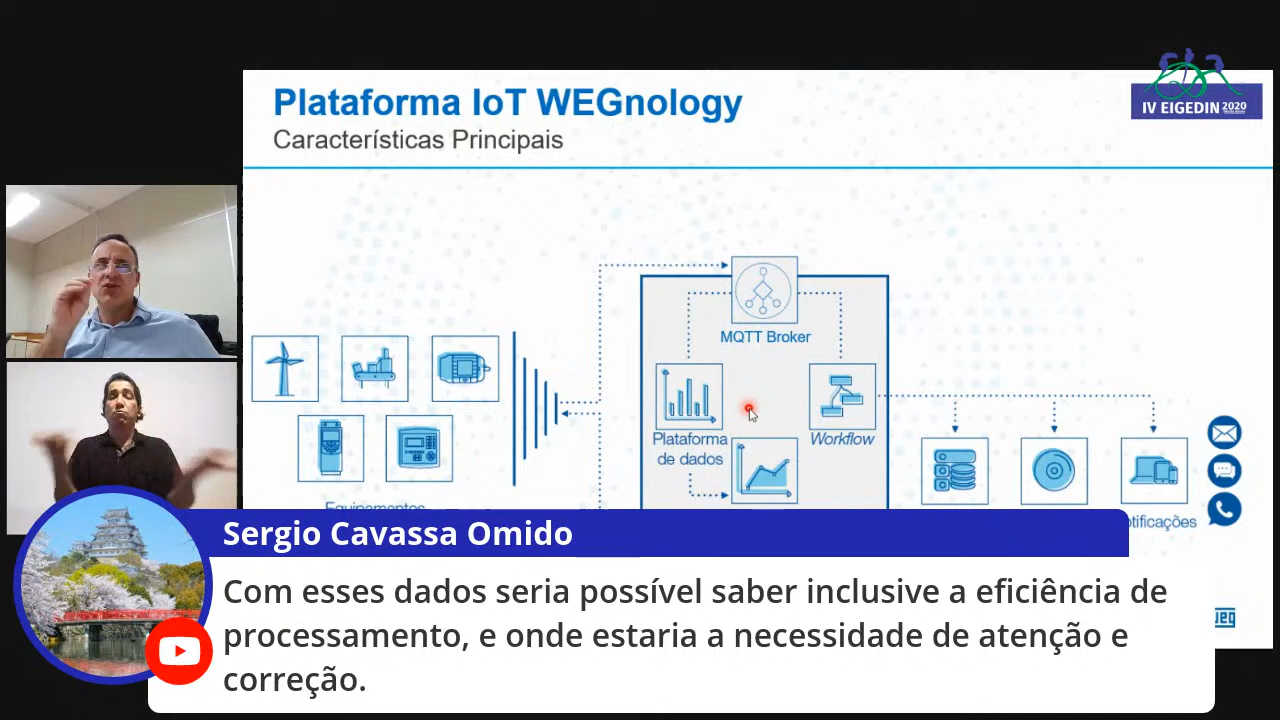 Plataforma IoT WEGnology
Características Principais
IV EIGEDIN 2020
MQTT Broker
Plataforma
de dados
Workflow
Sergio Cavassa Omido
Com esses dados seria possível saber inclusive a eficiência de
processamento, e onde estaria a necessidade de atenção e
correção.